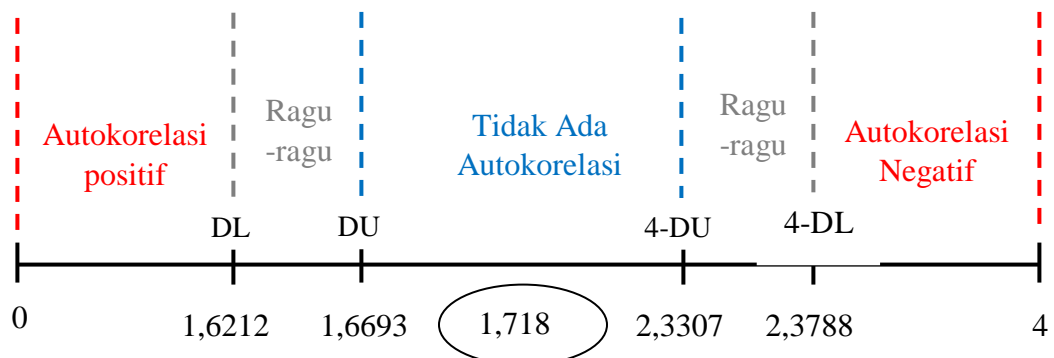 Autokorelasi
positif
Ragu
-ragu
Tidak Ada
Autokorelasi
Ragu
-ragu
Autokorelasi
Negatif
DL
DU
4-DU
4-DL
0
1,6212
1,6693
1,718
2,3307
2,3788
4